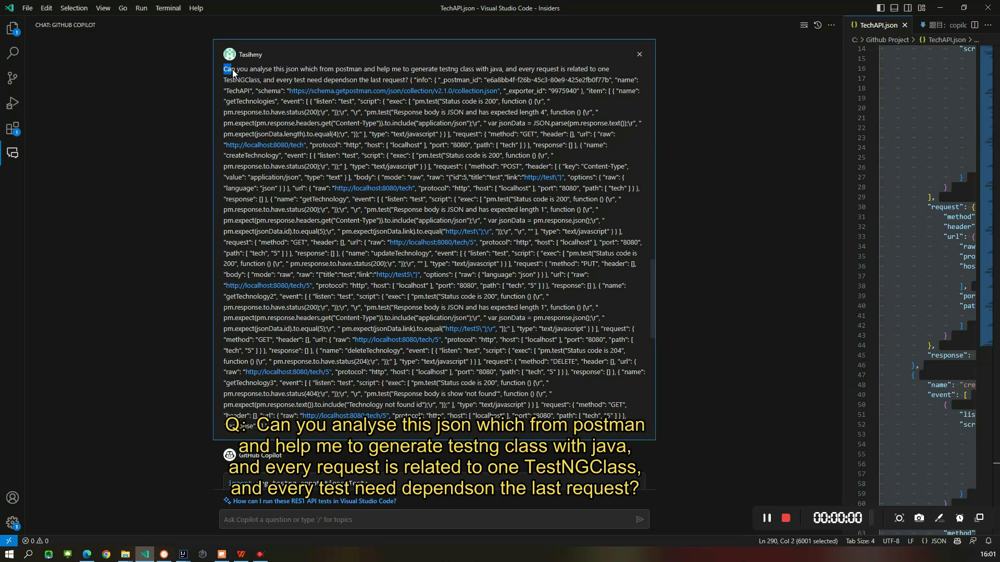 File Edit Selection View Go Run Terminal Help
TechAPI.json - Visual Studio Code - Insiders
CHAT: GITHUB COPILOT
TechAPI.json
题目: copilo
C: > Github Project > {} TechAPI.json > ...
Tasihmy
Can you analyse this json which from postman and help me to generate testng class with java, and every request is related to one
TestNGClass, and every test need dependson the last request? { "info": { "_postman_id": "e6a8bb4f-f26b-45c3-80e9-425e2fb0f77b", "name":
"TechAPI", "schema": "https://schema.getpostman.com/json/collection/v2.1.0/collection.json", "_exporter_id": "9975940" }, "item": [ { "name":
"getTechnologies", "event": [ { "listen": "test", "script": { "exec": [ "pm.test("Status code is 200", function () {\r", "
pm.response.to.have.status(200);\r", "});\r", "\r", "pm.test("Response body is JSON and has expected length 4", function () {\r", "
pm.expect(pm.response.headers.get("Content-Type")).to.include("application/json");\r", " var jsonData = JSON.parse(pm.response.text());\r", "
pm.expect(jsonData.length).to.equal(4);\r", "});" ], "type": "text/javascript" } } ], "request": { "method": "GET", "header": [], "url": { "raw":
"http://localhost:8080/tech", "protocol": "http", "host": [ "localhost" ], "port": "8080", "path": [ "tech" ] } }, "response": [] }, { "name":
"createTechnology", "event": [ { "listen": "test", "script": { "exec": [ "pm.test("Status code is 200", function () {\r", "
pm.response.to.have.status(200);\r", "});" ], "type": "text/javascript" } } ], "request": { "method": "POST", "header": [ { "key": "Content-Type",
"value": "application/json", "type": "text" } ], "body": { "mode": "raw", "raw": "{"id":5,"title":"test","link":"http://test\"}", "options": { "raw": {
"language": "json" } } }, "url": { "raw": "http://localhost:8080/tech", "protocol": "http", "host": [ "localhost" ], "port": "8080", "path": [ "tech" ] } },
"response": [] }, { "name": "getTechnology", "event": [ { "listen": "test", "script": { "exec": [ "pm.test("Status code is 200", function () {\r", "
pm.response.to.have.status(200);\r", "});\r", "\r", "pm.test("Response body is JSON and has expected length 1", function () {\r", "
pm.expect(pm.response.headers.get("Content-Type")).to.include("application/json");\r", " var jsonData = pm.response.json();\r", "
pm.expect(jsonData.id).to.equal(5);\r", " pm.expect(jsonData.link).to.equal("http://test\");\r", "});\r", "\r", "" ], "type": "text/javascript" } } ],
"request": { "method": "GET", "header": [], "url": { "raw": "http://localhost:8080/tech/5", "protocol": "http", "host": [ "localhost" ], "port": "8080",
"path": [ "tech", "5" ] } }, "response": [] }, { "name": "updateTechnology", "event": [ { "listen": "test", "script": { "exec": [ "pm.test("Status code is
200", function () {\r", " pm.response.to.have.status(200);\r", "});\r", "" ], "type": "text/javascript" } } ], "request": { "method": "PUT", "header": [],
"body": { "mode": "raw", "raw": "{"title":"test","link":"http://test5\"}", "options": { "raw": { "language": "json" } } }, "url": { "raw":
"http://localhost:8080/tech/5", "protocol": "http", "host": [ "localhost" ], "port": "8080", "path": [ "tech", "5" ] } }, "response": [] }, { "name":
"getTechnology2", "event": [ { "listen": "test", "script": { "exec": [ "pm.test("Status code is 200", function () {\r", "
pm.response.to.have.status(200);\r", "});\r", "\r", "pm.test("Response body is JSON and has expected length 1", function () {\r", "
pm.expect(pm.response.headers.get("Content-Type")).to.include("application/json");\r", " var jsonData = pm.response.json();\r", "
pm.expect(jsonData.id).to.equal(5);\r", " pm.expect(jsonData.link).to.equal("http://test5\");\r", "});" ], "type": "text/javascript" } } ], "request": {
"method": "GET", "header": [], "url": { "raw": "http://localhost:8080/tech/5", "protocol": "http", "host": [ "localhost" ], "port": "8080", "path": [
"tech", "5" ] } }, "response": [] }, { "name": "deleteTechnology", "event": [ { "listen": "test", "script": { "exec": [ "pm.test("Status code is 204",
function () {\r", " pm.response.to.have.status(204);\r", "});" ], "type": "text/javascript" } } ], "request": { "method": "DELETE", "header": [], "url": {
"raw": "http://localhost:8080/tech/5", "protocol": "http", "host": [ "localhost" ], "port": "8080", "path": [ "tech", "5" ] } }, "response": [] }, { "name":
"getTechnology3", "event": [ { "listen": "test", "script": { "exec": [ "pm.test("Status code is 200", function () {\r", "
pm.response.to.have.status(404);\r", "});\r", "\r", "pm.test("Response body is show 'not found'", function () {\r", "
pm.expect(pm.response.text()).to.include("Technology not found id");\r", "});" ], "type": "text/javascript" } } ], "request": { "method": "GET",
"header": [], "url": { "raw": "http://localhost:8080/tech/5", "protocol": "http", "host": [ "localhost" ], "port": "8080", "path": [ "tech", "5" ] } },
Q: Can you analyse this json which from postman
and help me to generate testng class with java,
GitHub Copilot
and every request is related to one TestNGClass,
import org.testng.annotations.Test;
and every test need dependson the last request?
How can I run these REST API tests in Visual Studio Code?
Ask Copilot a question or type '/' for topics
14 "scr
15
16
17
18
19
20
21
22
23
24
25
26
27 }
28 }
29 ],
30 "request": {
31 "method"
32 "header"
33 "url": {
34 "raw
35 "pro
36 "hos
37
38 ],
39 "por
40 "pat
41
42 ]
43 }
44 },
45 "response":
46 },
47 {
48 "name": "cre
49 "event": [
50 {
51 "lis
52 "scr
53
54
55
56
57
58
59 }
60 }
63 "method"
00:00:00
0 0
Ln 290, Col 2 (6001 selected) Tab Size: 4 UTF-8 LF {} JSON
16:01